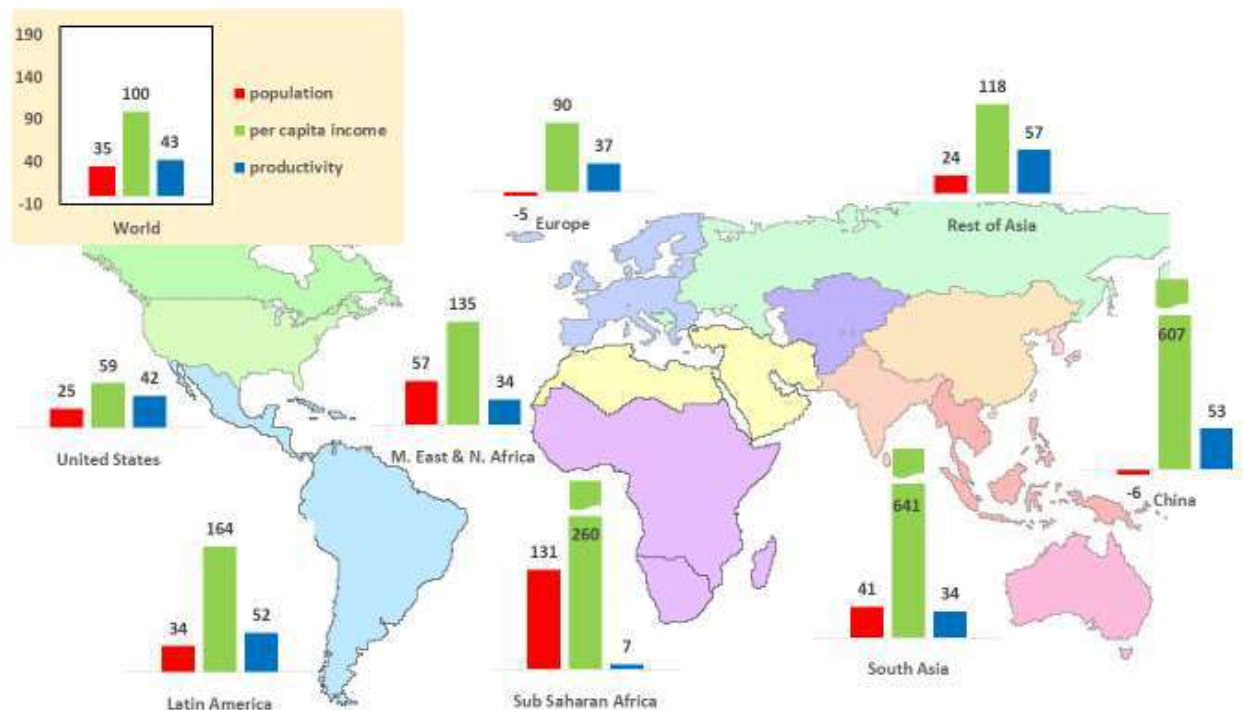 190
140
90
40
-10
35
100
43
World
population
per capita income
productivity
-5
90
37
Europe
24
118
57
Rest of Asia
25
59
42
United States
57
135
34
M. East & N. Africa
-6
607
53
China
34
164
52
Latin America
131
260
7
Sub Saharan Africa
41
641
34
South Asia